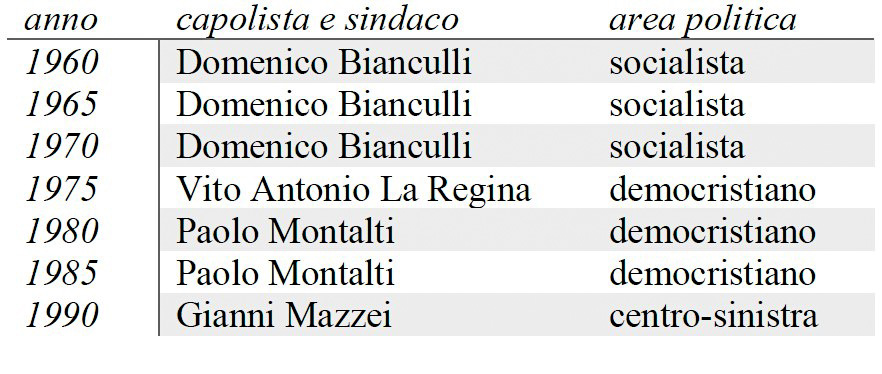 anno capolista e sindaco area politica
1960 Domenico Bianculli socialista
1965 Domenico Bianculli socialista
1970 Domenico Bianculli socialista
1975 Vito Antonio La Regina democristiano
1980 Paolo Montalti democristiano
1985 Paolo Montalti democristiano
1990 Gianni Mazzei centro-sinistra